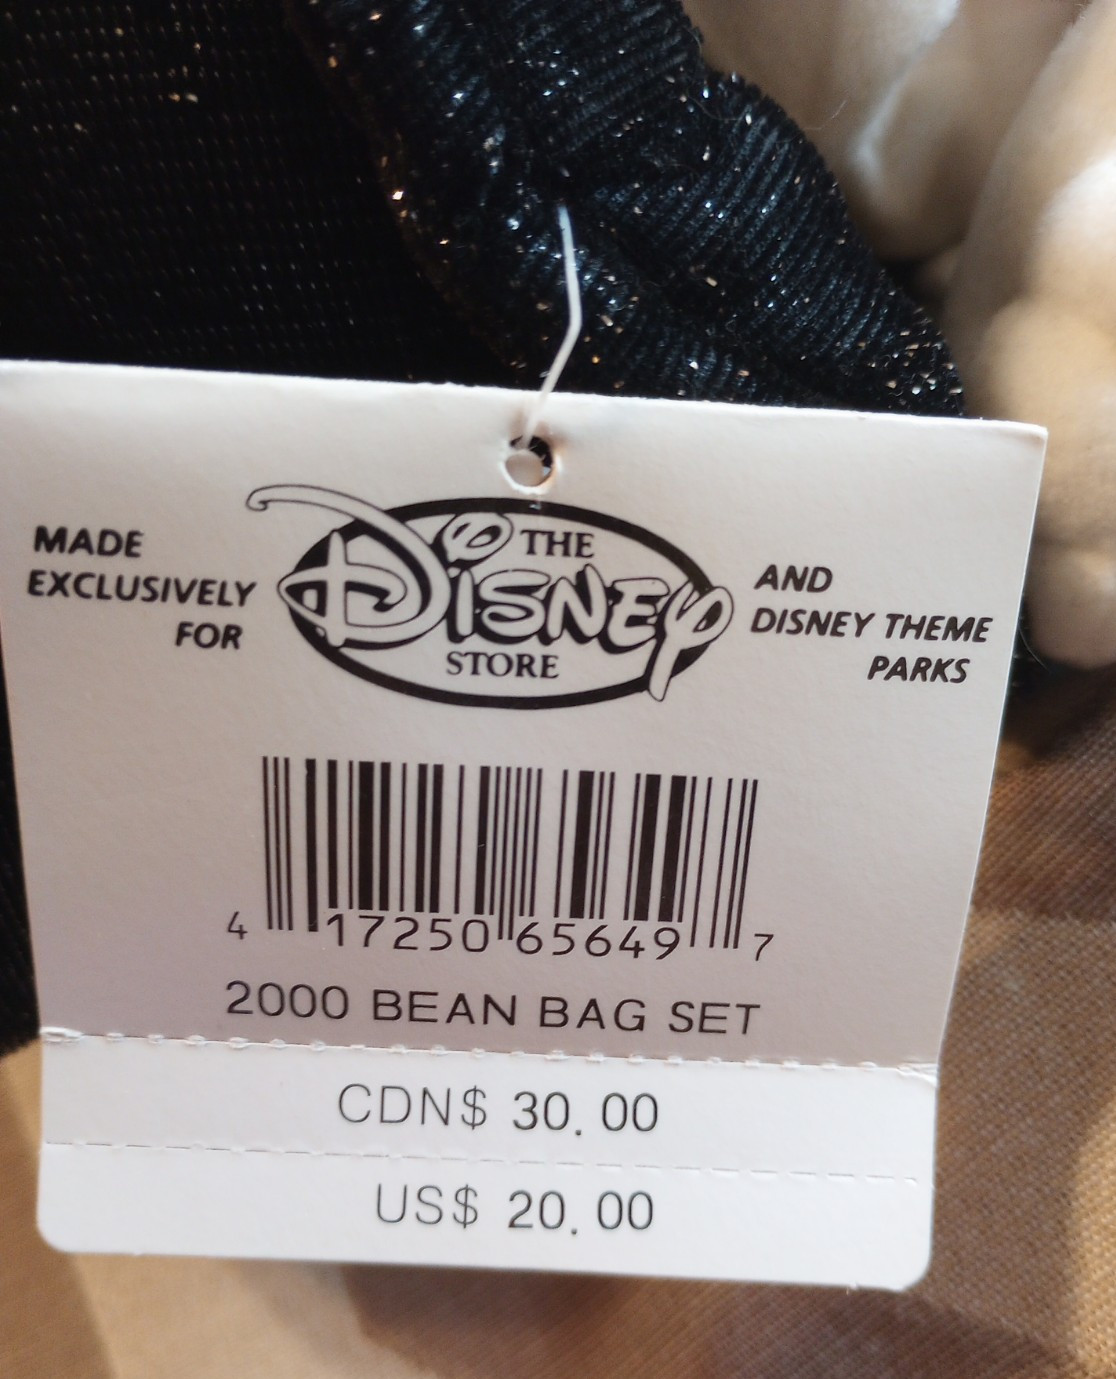 MADE
EXCLUSIVELY
FOR
THE
DISNEY
STORE
AND
DISNEY THEME
PARKS
4 17250 65649 7
2000 BEAN BAG SET
CDN$ 30.00
US$ 20.00